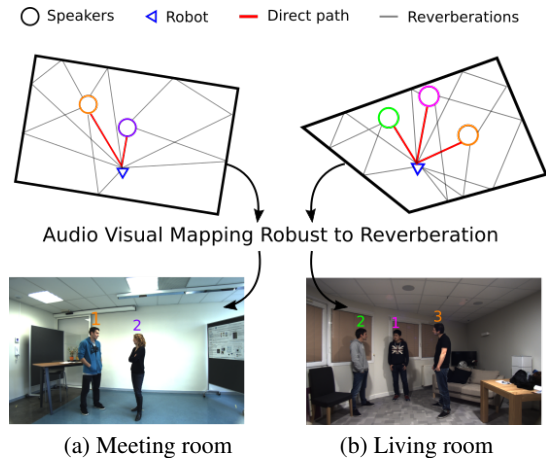 Speakers Robot Direct path Reverberations
Audio Visual Mapping Robust to Reverberation
1 2
2 1 3
(a) Meeting room
(b) Living room